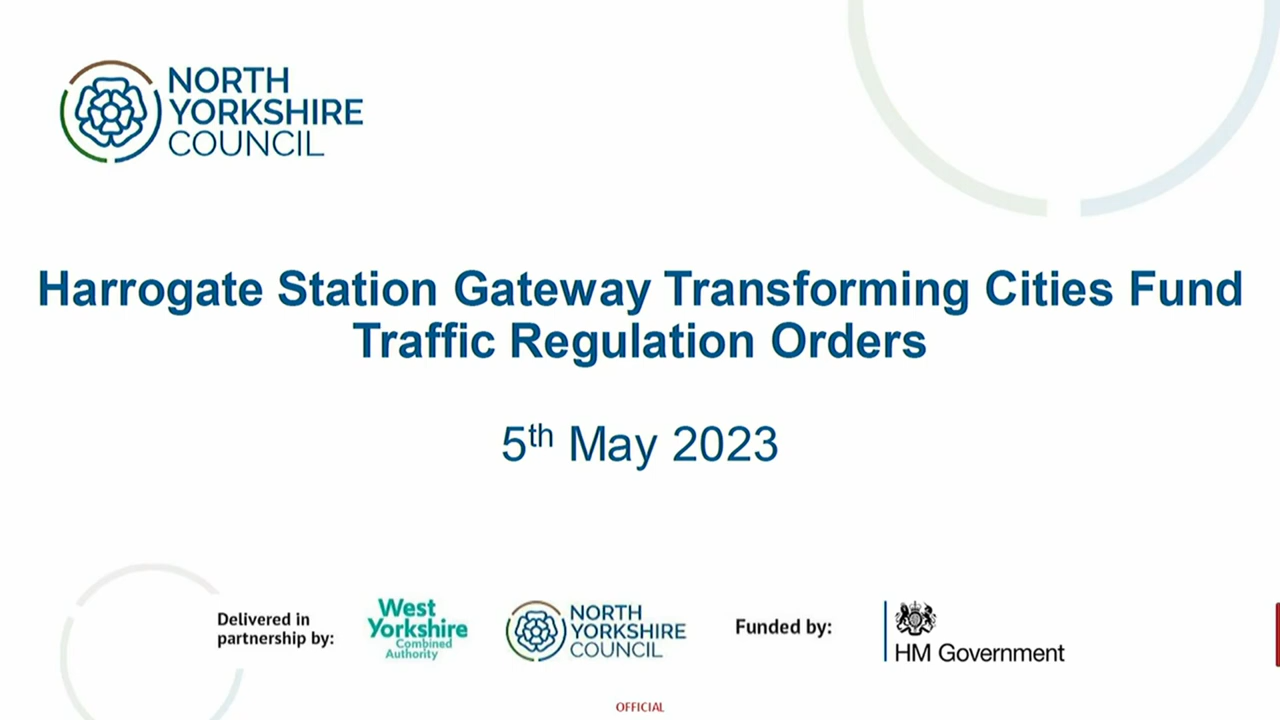 NORTH
YORKSHIRE
COUNCIL
Harrogate Station Gateway Transforming Cities Fund
Traffic Regulation Orders
5th May 2023
Delivered in
partnership by:
West
Yorkshire
Combined
Authority
NORTH
YORKSHIRE
COUNCIL
Funded by:
HM Government
OFFICIAL